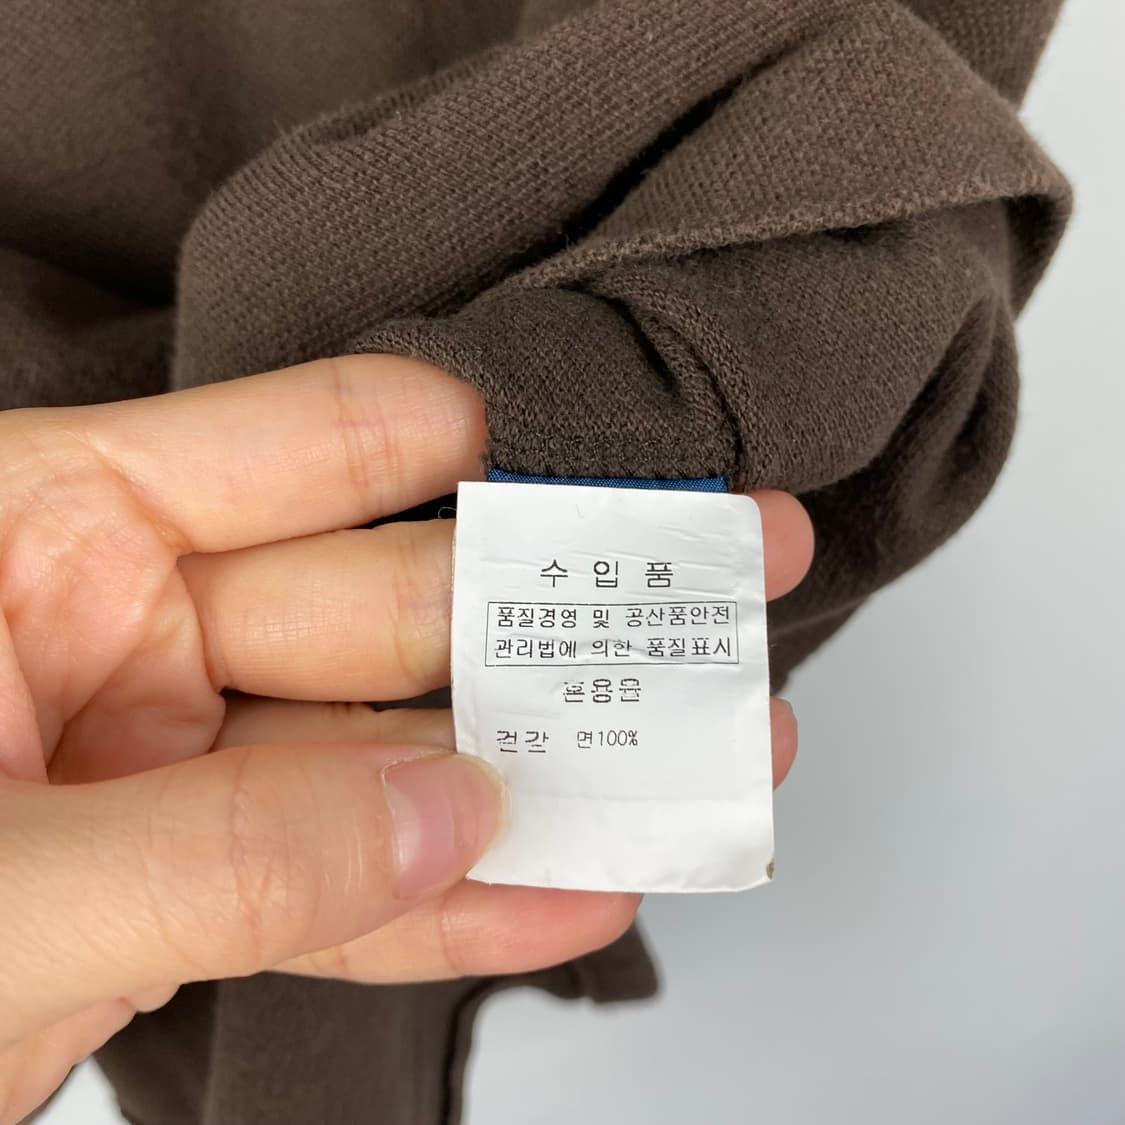 수입품
품질경영 및 공산품안전
관리법에 의한 품질표시
혼용율
겉감 면100%